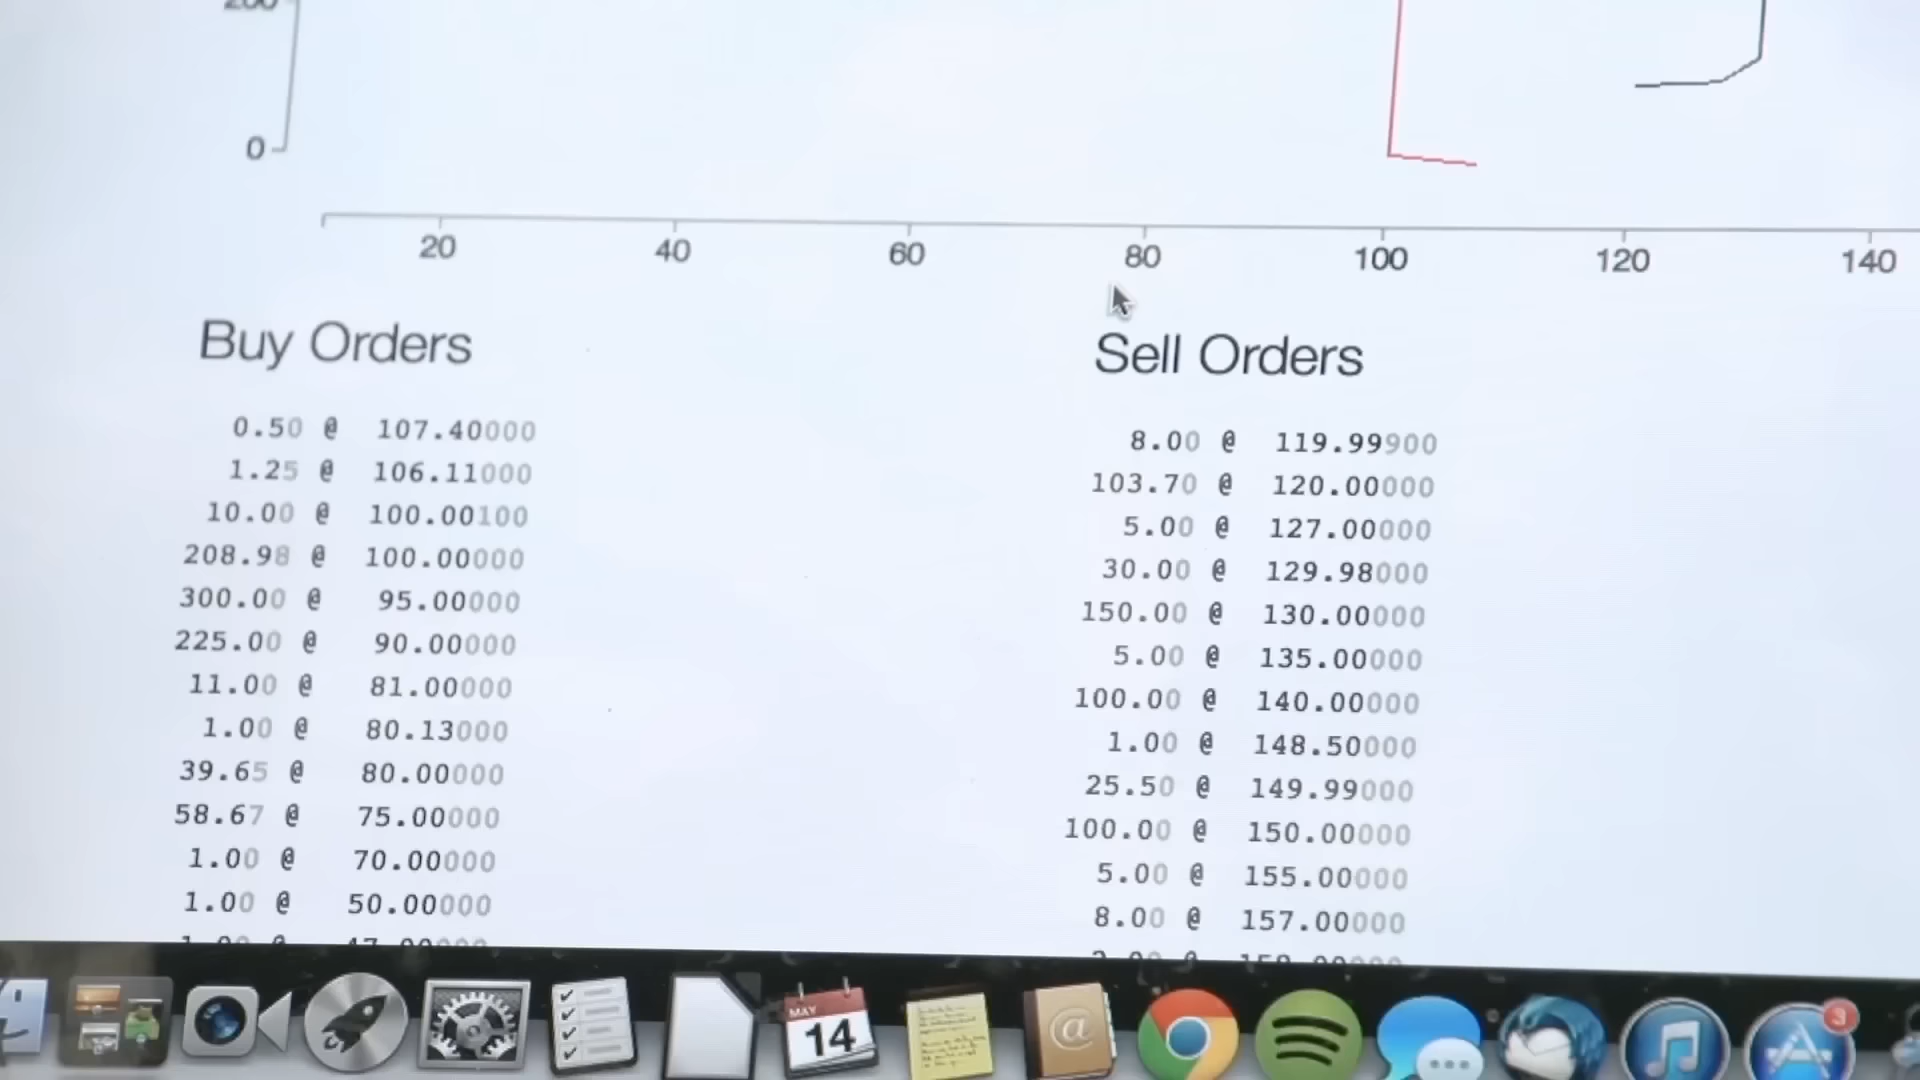 200
0
20 40 60 80 100 120 140
Buy Orders
0.50 @ 107.40000
1.25 @ 106.11000
10.00 @ 100.00100
208.98 @ 100.00000
300.00 @ 95.00000
225.00 @ 90.00000
11.00 @ 81.00000
1.00 @ 80.13000
39.65 @ 80.00000
58.67 @ 75.00000
1.00 @ 70.00000
1.00 @ 50.00000
Sell Orders
8.00 @ 119.99900
103.70 @ 120.00000
5.00 @ 127.00000
30.00 @ 129.98000
150.00 @ 130.00000
5.00 @ 135.00000
100.00 @ 140.00000
1.00 @ 148.50000
25.50 @ 149.99000
100.00 @ 150.00000
5.00 @ 155.00000
8.00 @ 157.00000
MAY
14
@
3